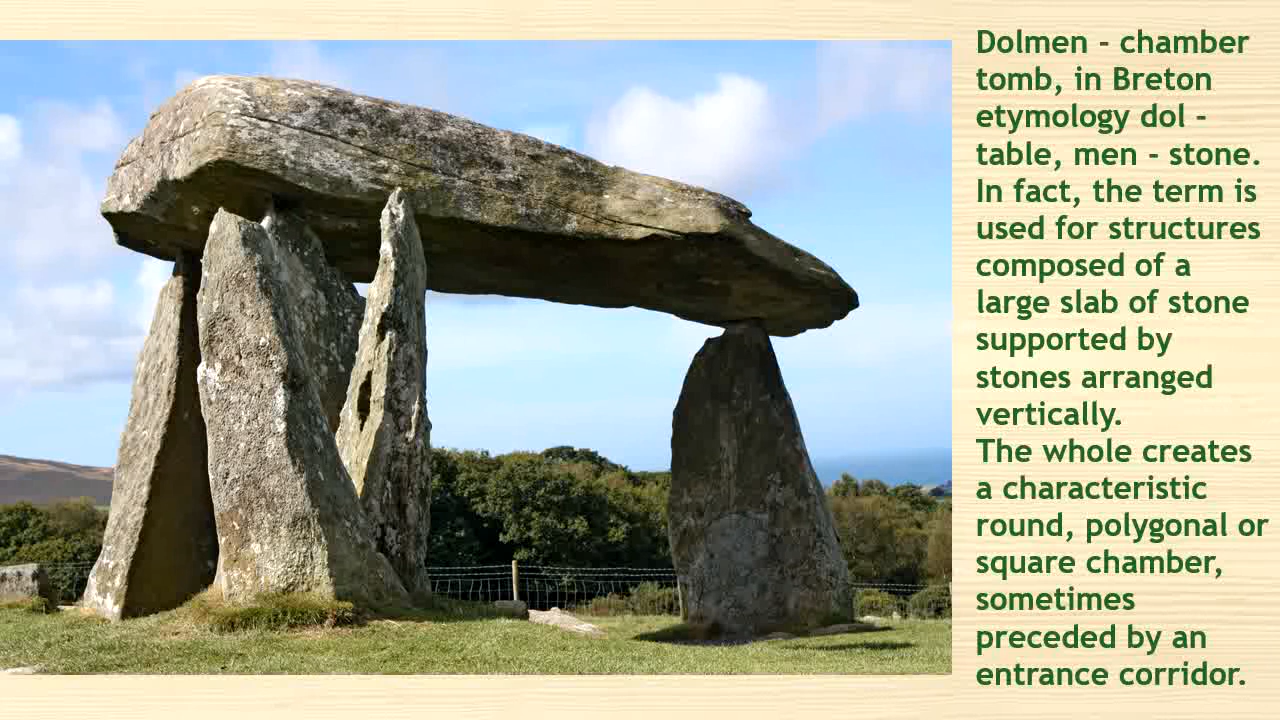 Dolmen - chamber
tomb, in Breton
etymology dol -
table, men - stone.
In fact, the term is
used for structures
composed of a
large slab of stone
supported by
stones arranged
vertically.
The whole creates
a characteristic
round, polygonal or
square chamber,
sometimes
preceded by an
entrance corridor.